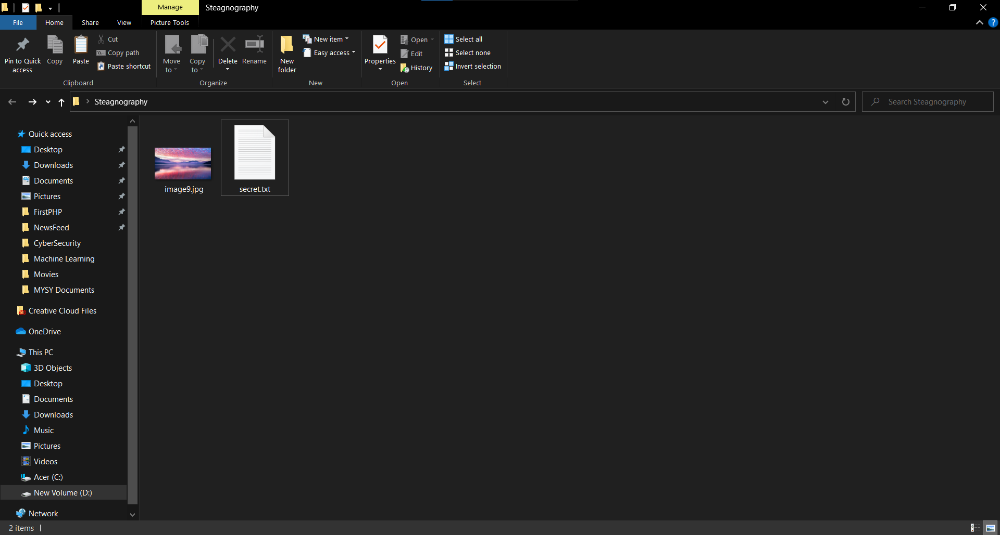 Manage
Steagnography
File
Home
Share
View
Picture Tools
Pin to Quick access
Copy
Paste
Cut
Copy path
Paste shortcut
Clipboard
Move to
Copy to
Delete
Rename
Organize
New folder
New item
Easy access
New
Properties
Open
Edit
History
Open
Select all
Select none
Invert selection
Select
Steagnography
Search Steagnography
Quick access
Desktop
Downloads
Documents
Pictures
FirstPHP
NewsFeed
CyberSecurity
Machine Learning
Movies
MYSY Documents
Creative Cloud Files
OneDrive
This PC
3D Objects
Desktop
Documents
Downloads
Music
Pictures
Videos
Acer (C:)
New Volume (D:)
Network
image9.jpg
secret.txt
2 items